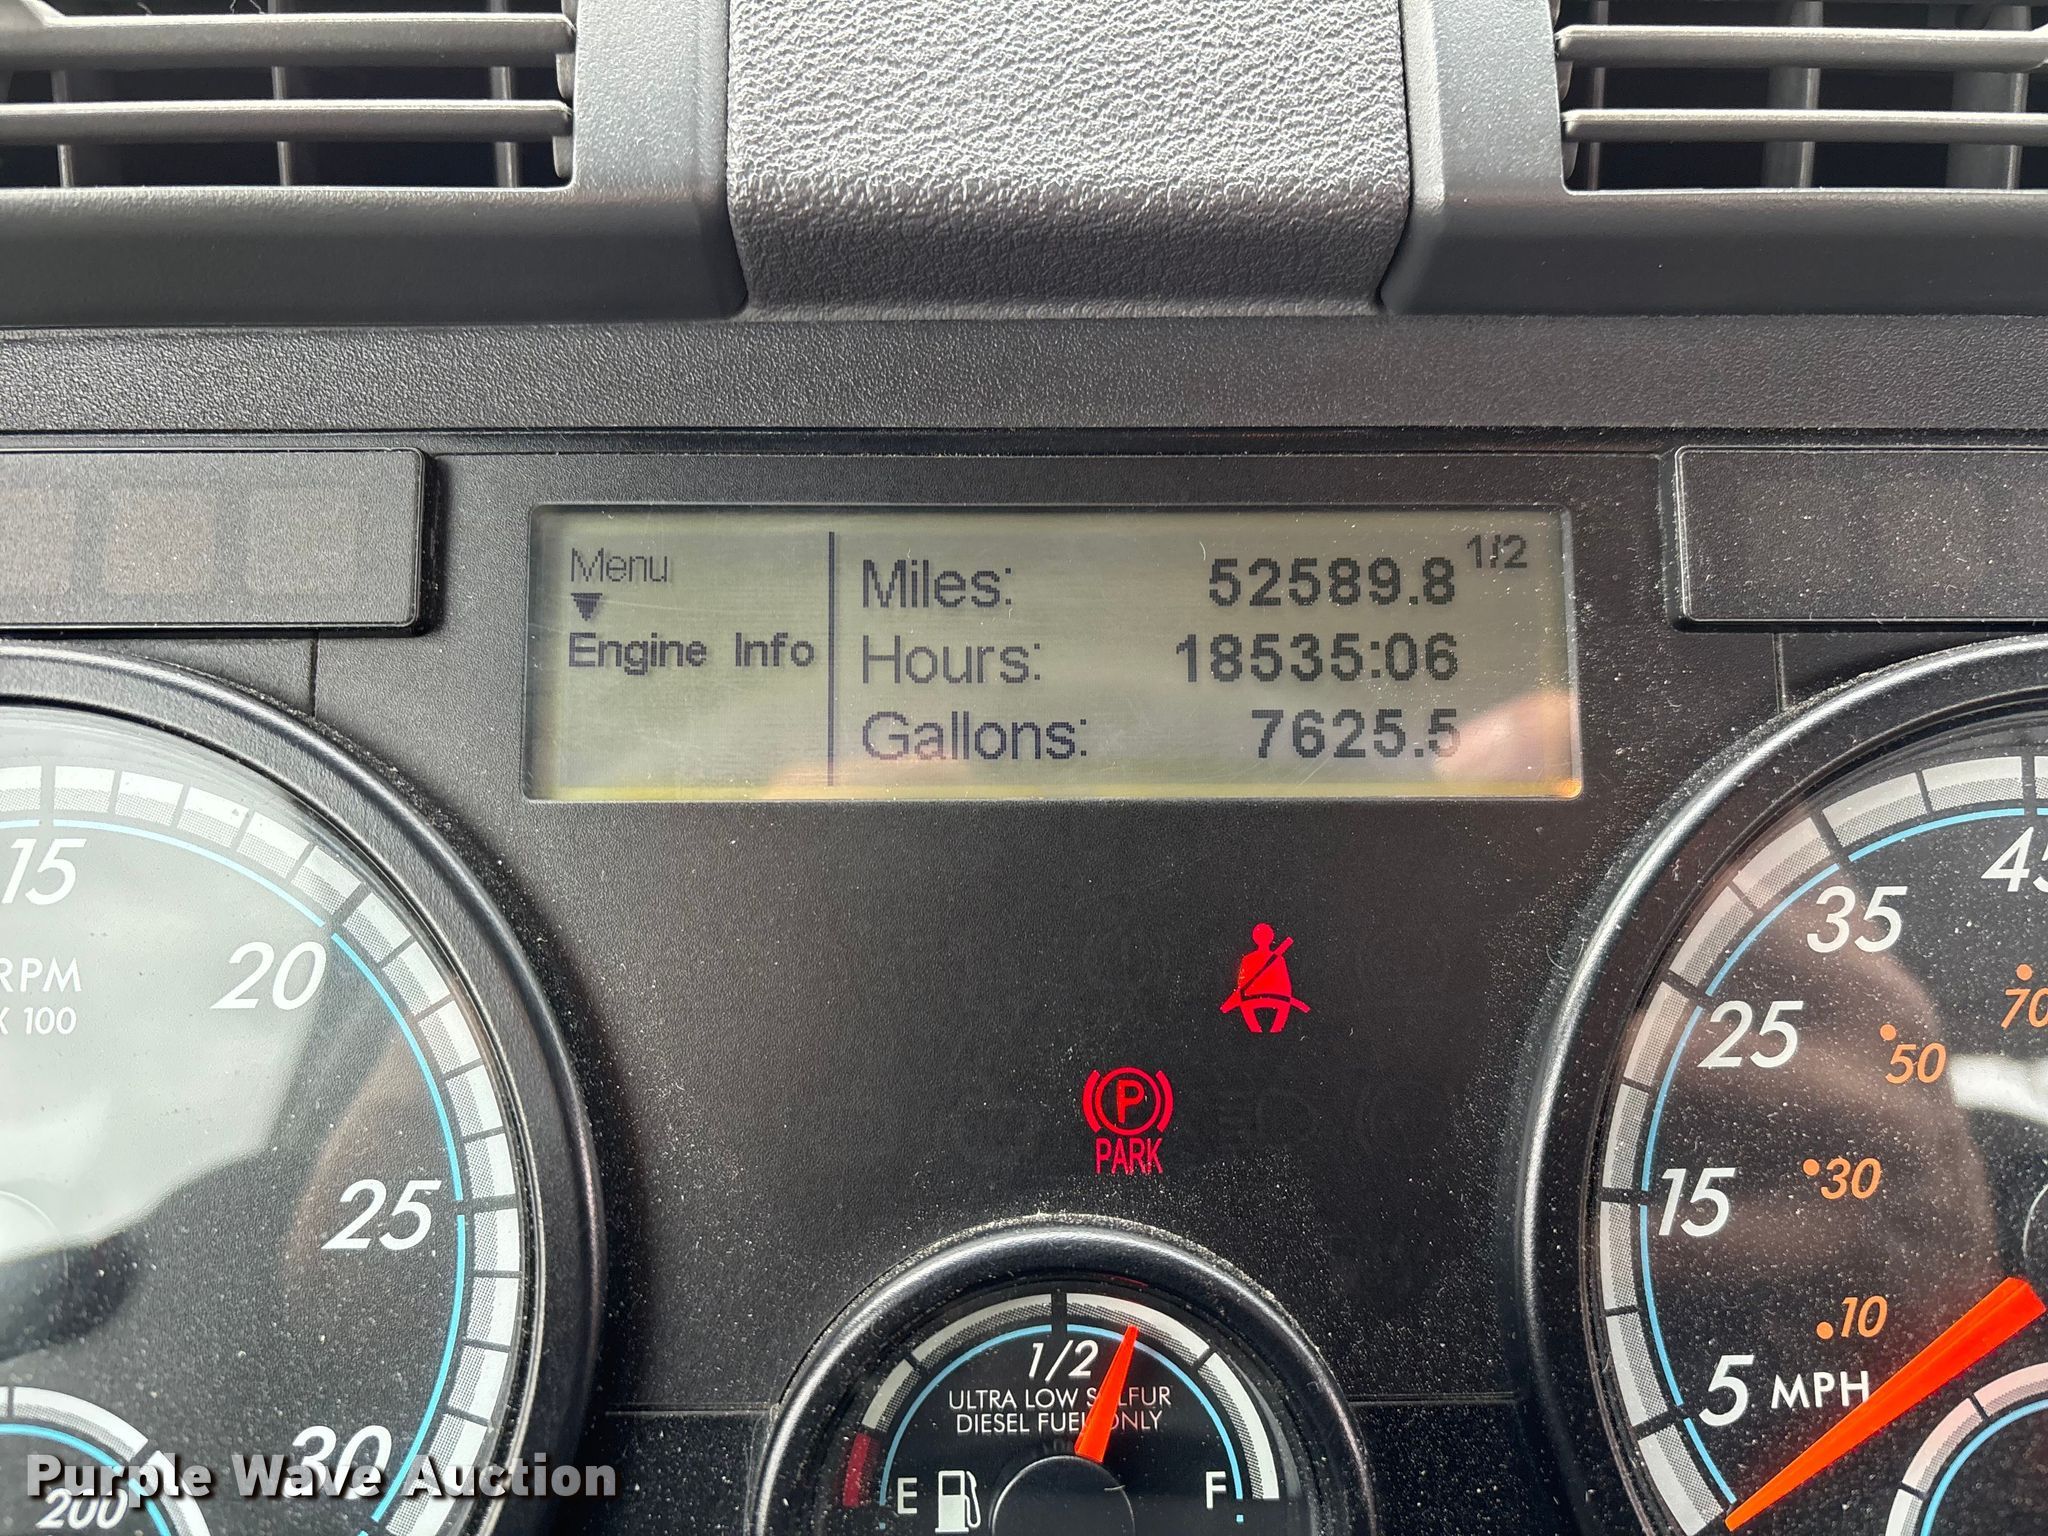 Menu
Engine Info
Miles: 52589.8 1/2
Hours: 18535:06
Gallons: 7625.5
15
20
25
30
RPM
X 100
200
PARK
P
1/2
ULTRA LOW SULFUR
DIESEL FUEL ONLY
E
F
45
35
25
15
5 MPH
70
50
30
10
Purple Wave Auction